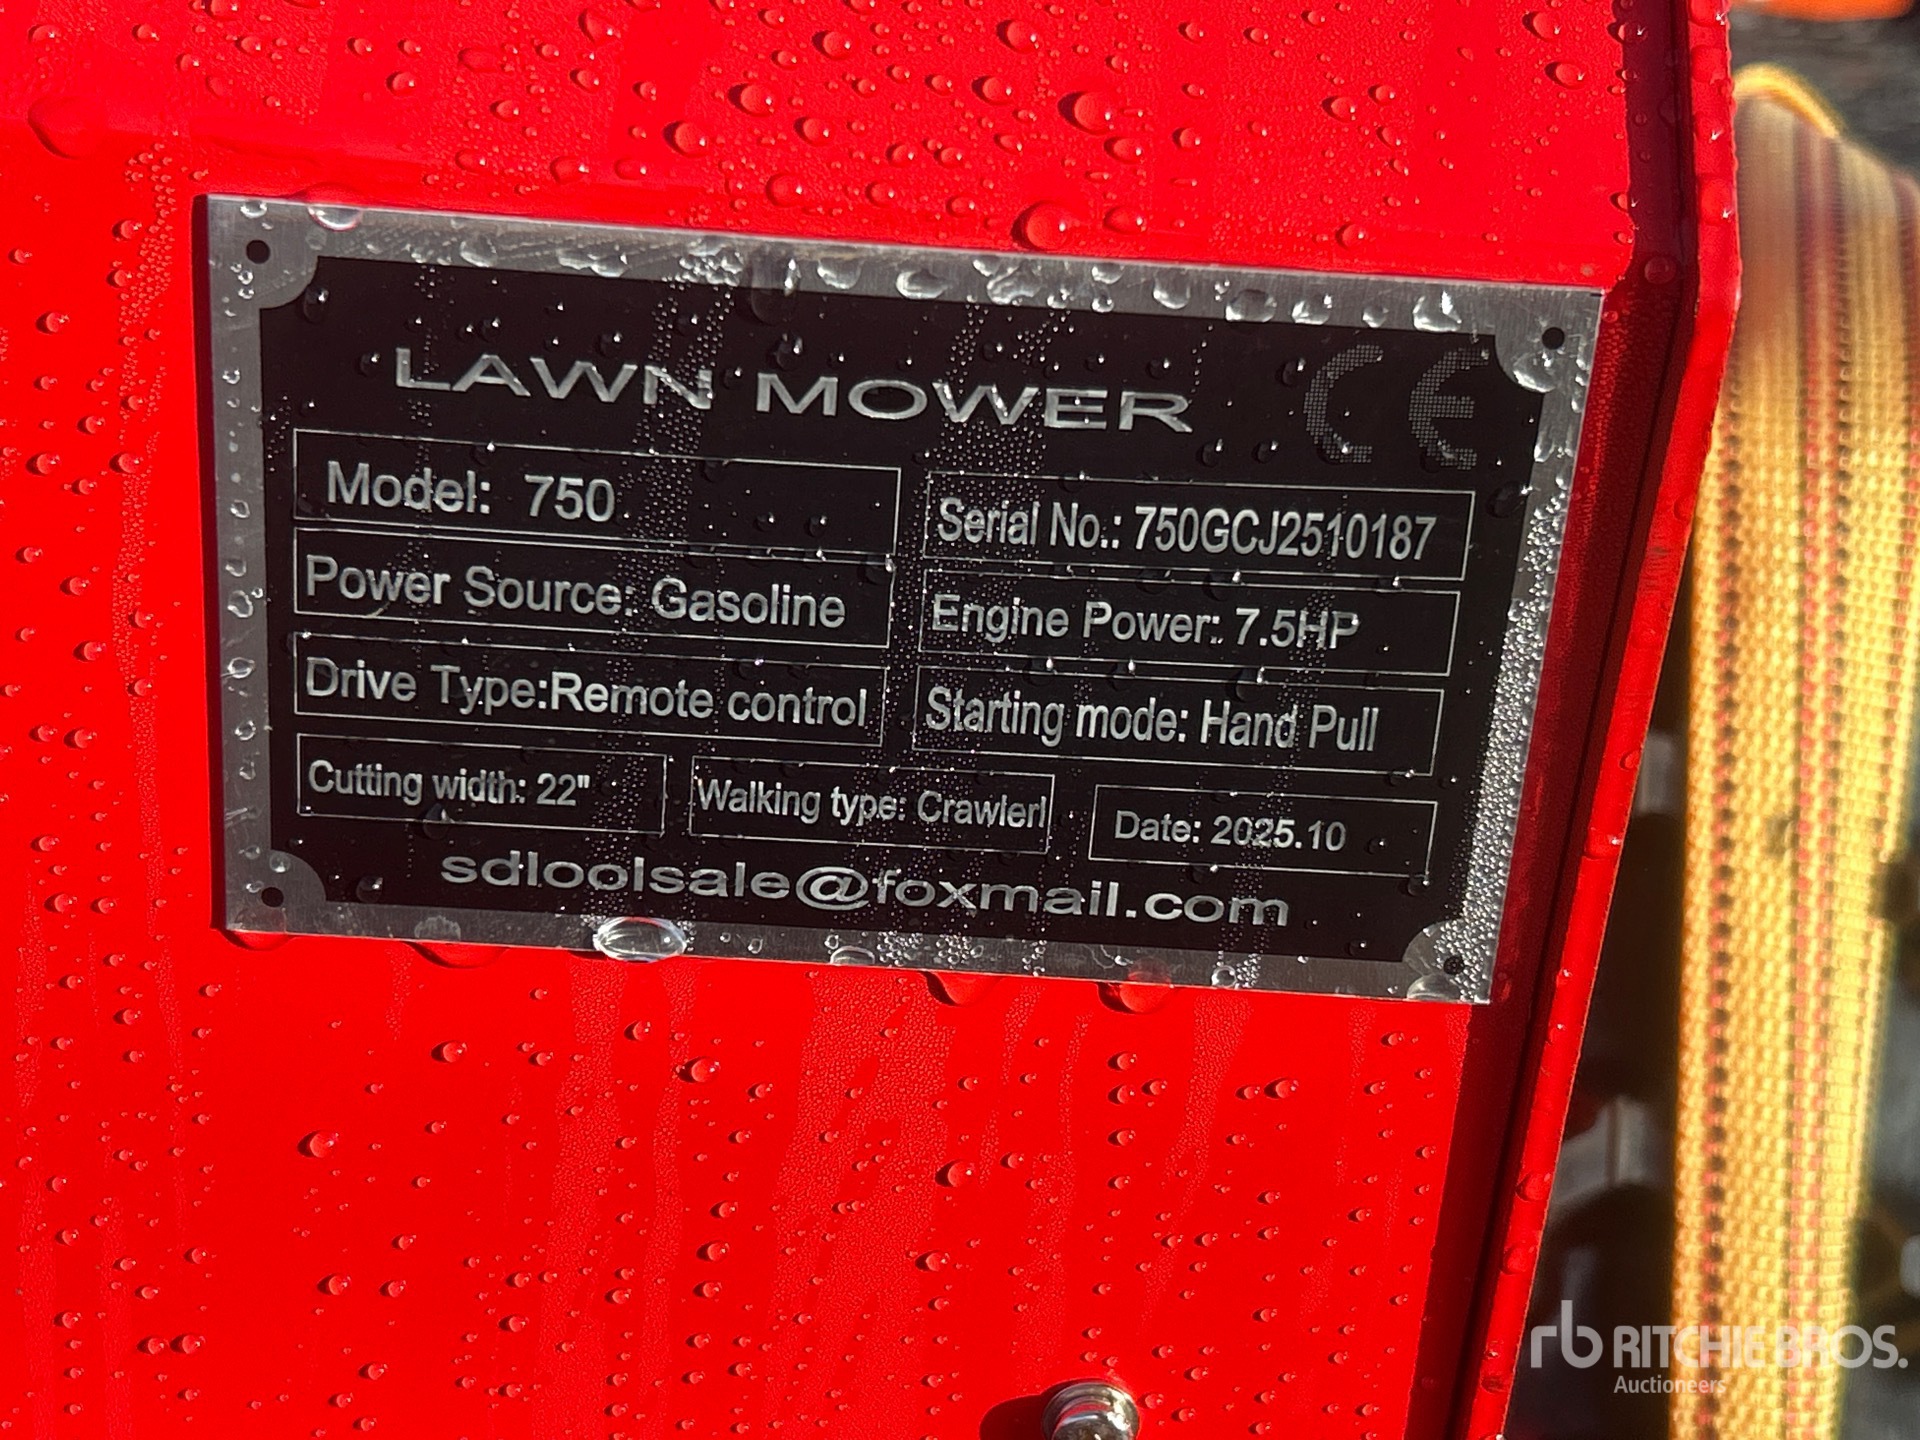 LAWN MOWER CE
Model: 750
Serial No.: 750GCJ2510187
Power Source: Gasoline
Engine Power: 7.5HP
Drive Type:Remote control
Starting mode: Hand Pull
Cutting width: 22"
Walking type: Crawlerl
Date: 2025.10
sdloolsale@foxmail.com
rb RITCHIE BROS.
Auctioneers